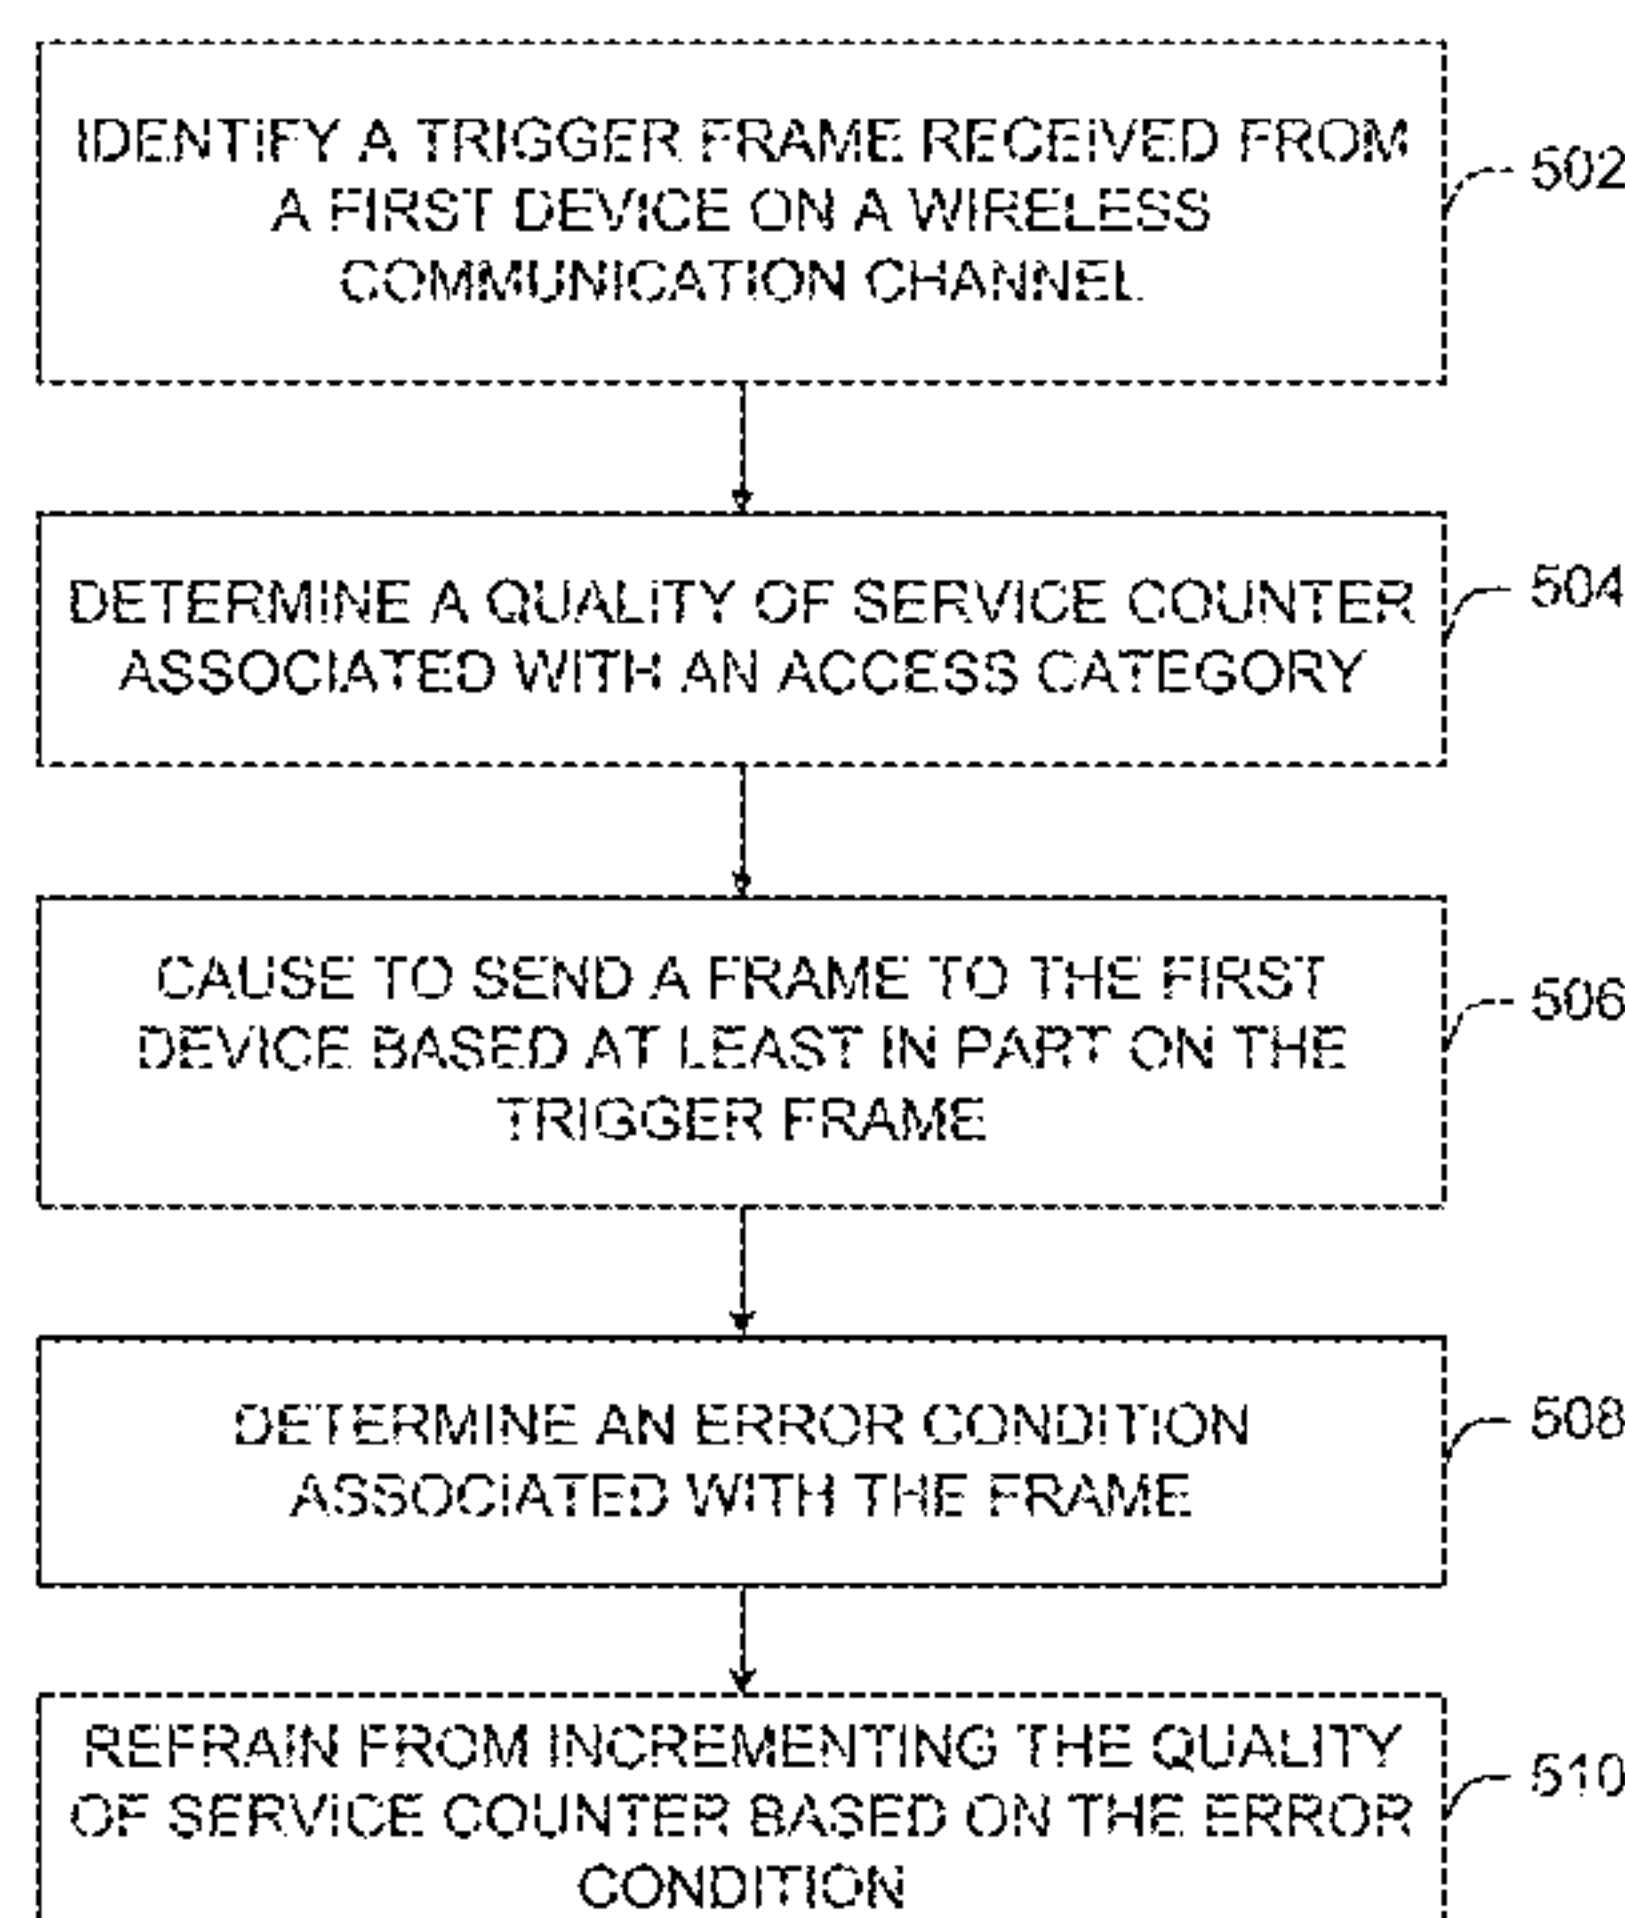 IDENTIFY A TRIGGER FRAME RECEIVED FROM
A FIRST DEVICE ON A WIRELESS
COMMUNICATION CHANNEL
502
DETERMINE A QUALITY OF SERVICE COUNTER
ASSOCIATED WITH AN ACCESS CATEGORY
504
CAUSE TO SEND A FRAME TO THE FIRST
DEVICE BASED AT LEAST IN PART ON THE
TRIGGER FRAME
506
DETERMINE AN ERROR CONDITION
ASSOCIATED WITH THE FRAME
508
REFRAIN FROM INCREMENTING THE QUALITY
OF SERVICE COUNTER BASED ON THE ERROR
CONDITION
510